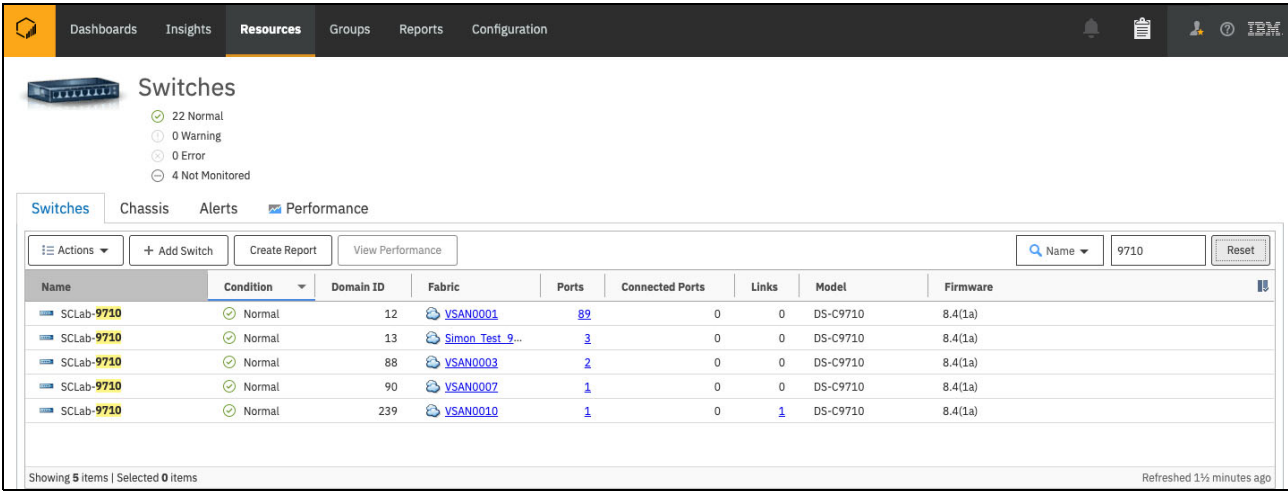 Dashboards Insights Resources Groups Reports Configuration IBM
Switches
22 Normal
0 Warning
0 Error
4 Not Monitored
Switches Chassis Alerts Performance
Actions + Add Switch Create Report View Performance Name 9710 Reset
Name Condition Domain ID Fabric Ports Connected Ports Links Model Firmware
SCLab-9710 Normal 12 VSAN0001 89 0 0 DS-C9710 8.4(1a)
SCLab-9710 Normal 13 Simon_Test_9... 3 0 0 DS-C9710 8.4(1a)
SCLab-9710 Normal 88 VSAN0003 2 0 0 DS-C9710 8.4(1a)
SCLab-9710 Normal 90 VSAN0007 1 0 0 DS-C9710 8.4(1a)
SCLab-9710 Normal 239 VSAN0010 1 0 1 DS-C9710 8.4(1a)
Showing 5 items | Selected 0 items Refreshed 1½ minutes ago